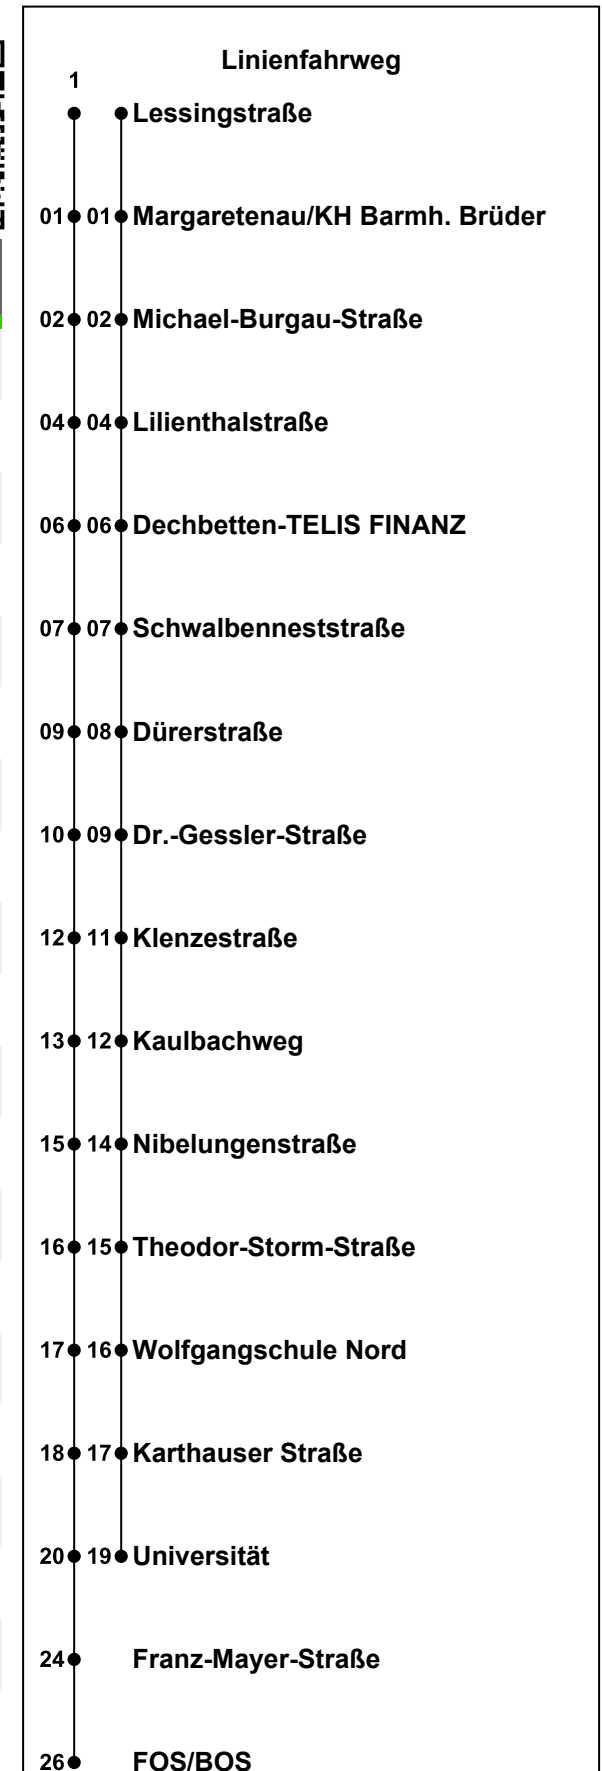 Linienfahrweg
1
Lessingstraße
01 01 Margaretenau/KH Barmh. Brüder
02 02 Michael-Burgau-Straße
04 04 Lilienthalstraße
06 06 Dechbetten-TELIS FINANZ
07 07 Schwalbenneststraße
09 08 Dürerstraße
10 09 Dr.-Gessler-Straße
12 11 Klenzestraße
13 12 Kaulbachweg
15 14 Nibelungenstraße
16 15 Theodor-Storm-Straße
17 16 Wolfgangschule Nord
18 17 Karthauser Straße
20 19 Universität
24 Franz-Mayer-Straße
26 FOS/BOS